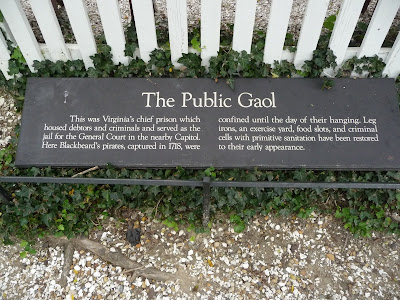 The Public Gaol
This was Virginia's chief prison which
housed debtors and criminals and served as the
jail for the General Court in the nearby Capitol.
Here Blackbeard's pirates, captured in 1718, were
confined until the day of their hanging. Leg
irons, an exercise yard, food slots, and criminal
cells with primitive sanitation have been restored
to their early appearance.